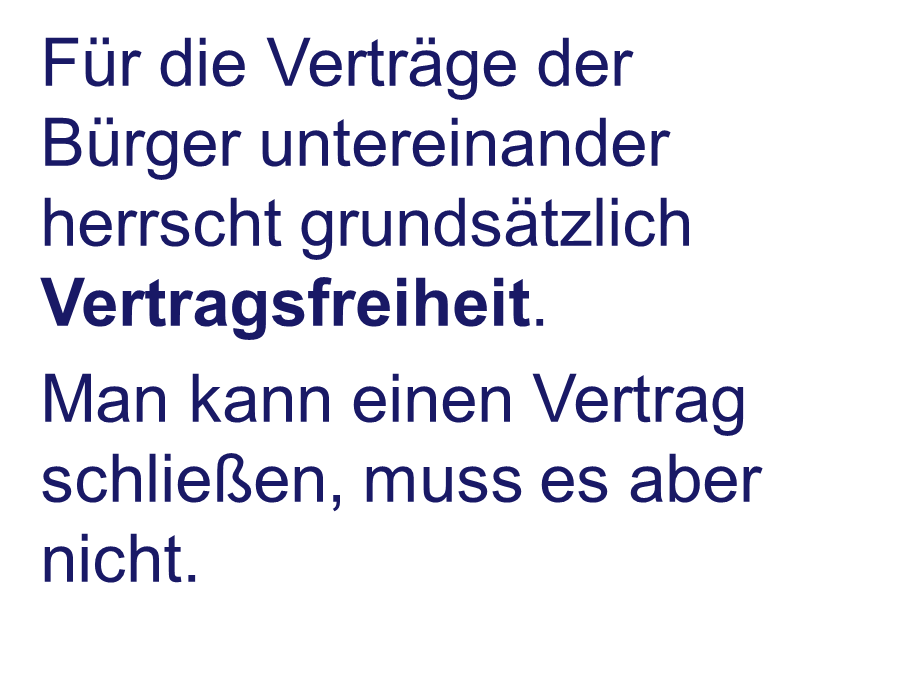 Für die Verträge der
Bürger untereinander
herrscht grundsätzlich
Vertragsfreiheit.
Man kann einen Vertrag
schließen, muss es aber
nicht.